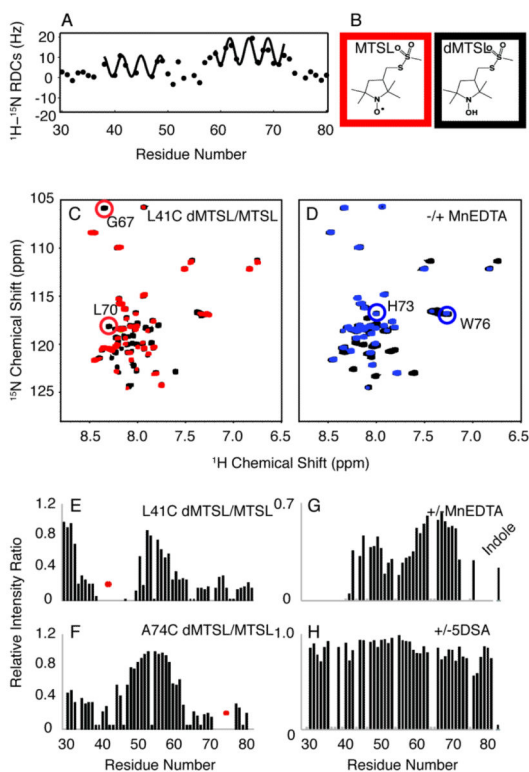 A
B
¹H–¹⁵N RDCs (Hz)
20
10
0
-10
+20
30 40 50 60 70 80
Residue Number
MTSL
O
O
S
S
N
O•
dMTSL
O
O
S
S
N
OH
C
L41C dMTSL/MTSL
G67
L70
D
-/+ MnEDTA
H73
W76
¹⁵N Chemical Shift (ppm)
105
110
115
120
125
8.5 8.0 7.5 7.0 6.5
8.5 8.0 7.5 7.0 6.5
¹H Chemical Shift (ppm)
Relative Intensity Ratio
E
L41C dMTSL/MTSL
1.2
0.8
0.4
0
G
+/-MnEDTA
Indole
0.7
0
F
A74C dMTSL/MTSL
1.2
0.8
0.4
0
H
+/-5DSA
1.0
0
30 40 50 60 70 80
30 40 50 60 70 80
Residue Number
Residue Number